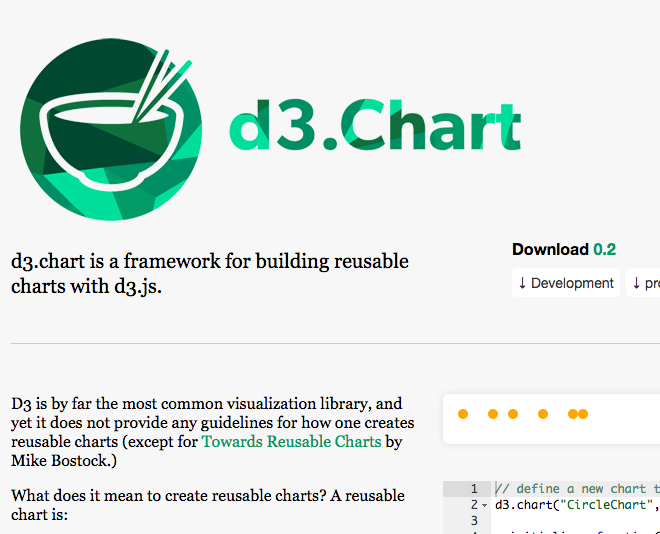 d3.Chart
d3.chart is a framework for building reusable
charts with d3.js.
Download 0.2
↓ Development
↓ pro
D3 is by far the most common visualization library, and
yet it does not provide any guidelines for how one creates
reusable charts (except for Towards Reusable Charts by
Mike Bostock.)
What does it mean to create reusable charts? A reusable
chart is:
1 // define a new chart t
2 d3.chart("CircleChart",
3